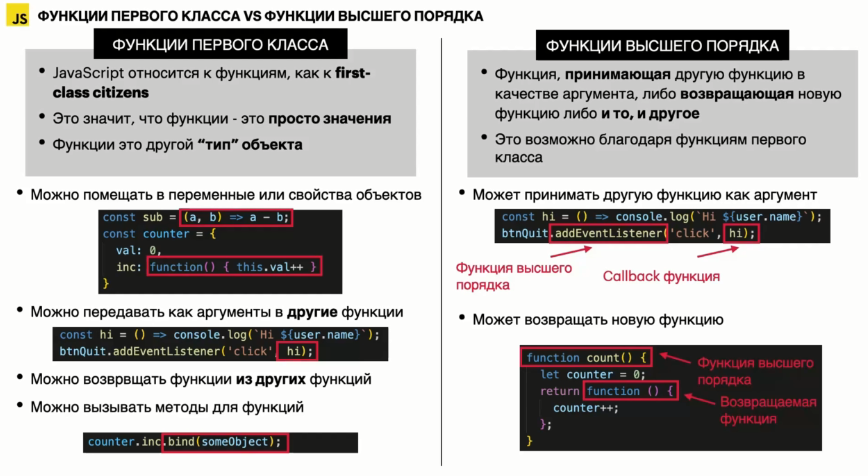 JS
ФУНКЦИИ ПЕРВОГО КЛАССА VS ФУНКЦИИ ВЫСШЕГО ПОРЯДКА
ФУНКЦИИ ПЕРВОГО КЛАССА
• JavaScript относится к функциям, как к first-
class citizens
• Это значит, что функции - это просто значения
• Функции это другой “тип” объекта
• Можно помещать в переменные или свойства объектов
const sub = (a, b) => a - b;
const counter = {
val: 0,
inc: function() { this.val++ }
}
• Можно передавать как аргументы в другие функции
const hi = () => console.log(`Hi ${user.name}`);
btnQuit.addEventListener('click', hi);
• Можно возврвщать функции из других функций
• Можно вызывать методы для функций
counter.inc.bind(someObject);
ФУНКЦИИ ВЫСШЕГО ПОРЯДКА
• Функция, принимающая другую функцию в
качестве аргумента, либо возвращающая новую
функцию либо и то, и другое
• Это возможно благодаря функциям первого
класса
• Может принимать другую функцию как аргумент
const hi = () => console.log(`Hi ${user.name}`);
btnQuit.addEventListener('click', hi);
Функция высшего
порядка
Callback функция
• Может возвращать новую функцию
function count() {
let counter = 0;
return function () {
counter++;
};
}
Функция высшего
порядка
Возвращаемая
функция